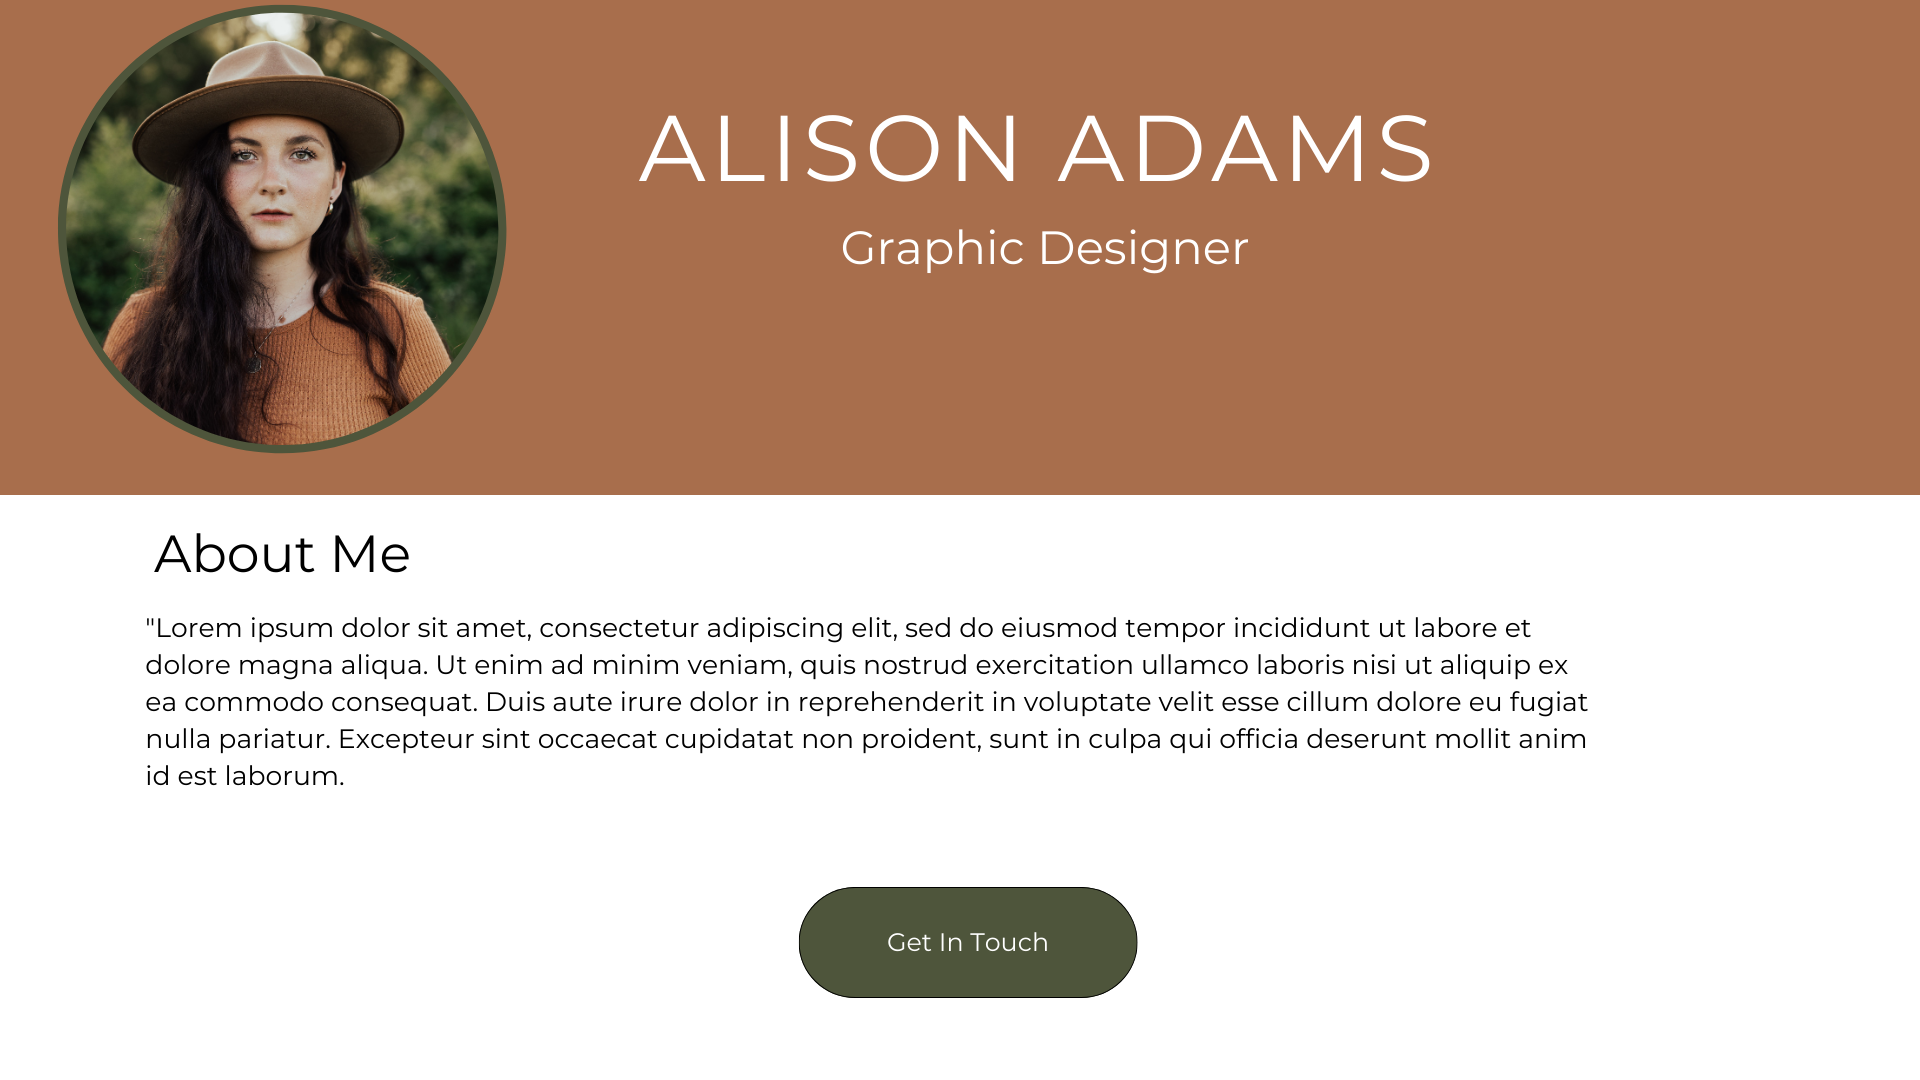 ALISON ADAMS
Graphic Designer
About Me
"Lorem ipsum dolor sit amet, consectetur adipiscing elit, sed do eiusmod tempor incididunt ut labore et
dolore magna aliqua. Ut enim ad minim veniam, quis nostrud exercitation ullamco laboris nisi ut aliquip ex
ea commodo consequat. Duis aute irure dolor in reprehenderit in voluptate velit esse cillum dolore eu fugiat
nulla pariatur. Excepteur sint occaecat cupidatat non proident, sunt in culpa qui officia deserunt mollit anim
id est laborum.
Get In Touch